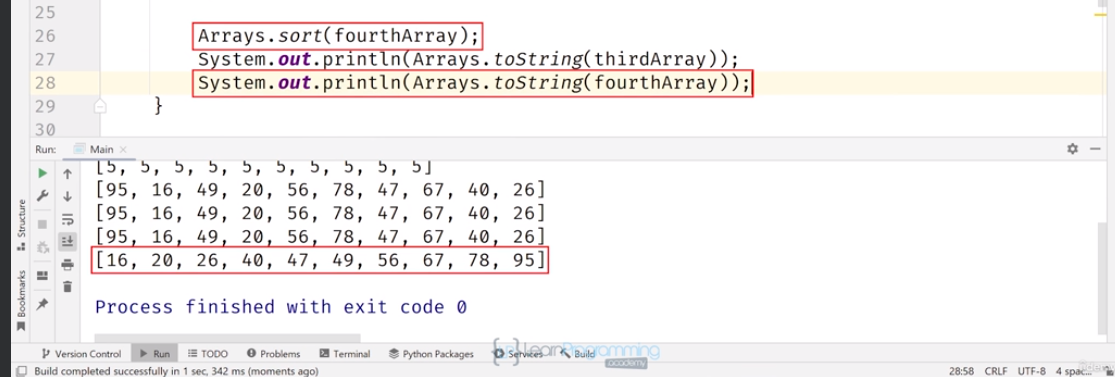 25
26 Arrays.sort(fourthArray);
27 System.out.println(Arrays.toString(thirdArray));
28 System.out.println(Arrays.toString(fourthArray));
29 }
30
Run: Main
[5, 5, 5, 5, 5, 5, 5, 5, 5, 5]
[95, 16, 49, 20, 56, 78, 47, 67, 40, 26]
[95, 16, 49, 20, 56, 78, 47, 67, 40, 26]
[95, 16, 49, 20, 56, 78, 47, 67, 40, 26]
[16, 20, 26, 40, 47, 49, 56, 67, 78, 95]
Process finished with exit code 0
Structure
Bookmarks
Version Control Run TODO Problems Terminal Python Packages Services Build
LearnProgramming
academy
Build completed successfully in 1 sec, 342 ms (moments ago) 28:58 CRLF UTF-8 4 spac...